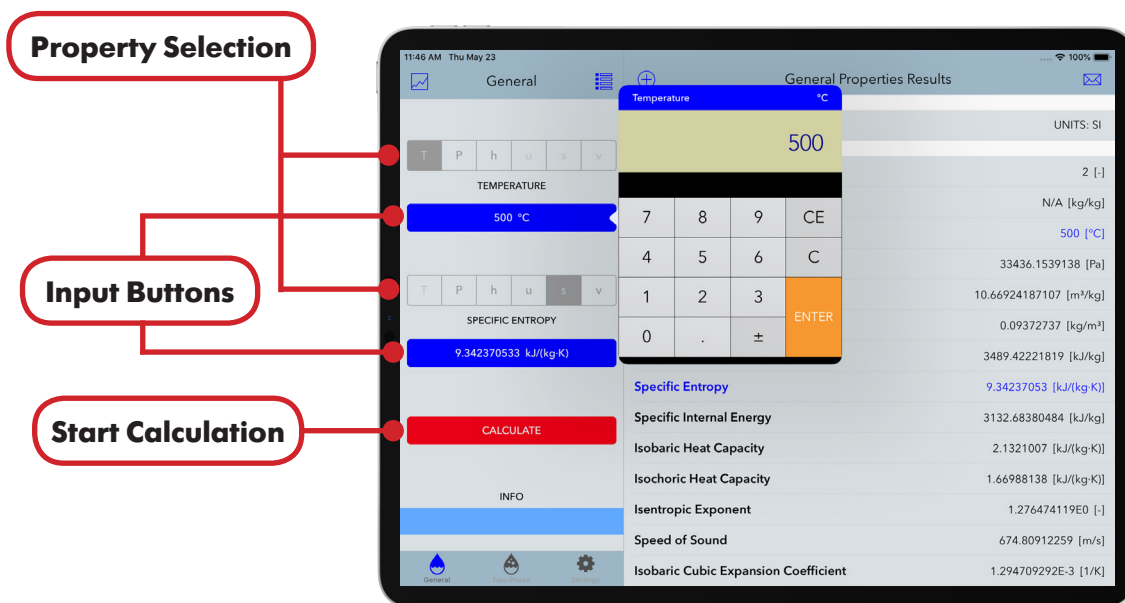 Property Selection
Input Buttons
Start Calculation
11:46 AM Thu May 23
100%
General
General Properties Results
T P h u s v
TEMPERATURE
500 °C
T P h u s v
SPECIFIC ENTROPY
9.342370533 kJ/(kg·K)
CALCULATE
INFO
General Two-Phase Settings
Temperature °C
500
7 8 9 CE
4 5 6 C
1 2 3
ENTER
0 . ±
UNITS: SI
2 [-]
N/A [kg/kg]
500 [°C]
33436.1539138 [Pa]
10.66924187107 [m³/kg]
0.09372737 [kg/m³]
3489.42221819 [kJ/kg]
Specific Entropy 9.34237053 [kJ/(kg·K)]
Specific Internal Energy 3132.68380484 [kJ/kg]
Isobaric Heat Capacity 2.1321007 [kJ/(kg·K)]
Isochoric Heat Capacity 1.66988138 [kJ/(kg·K)]
Isentropic Exponent 1.276474119E0 [-]
Speed of Sound 674.80912259 [m/s]
Isobaric Cubic Expansion Coefficient 1.294709292E-3 [1/K]